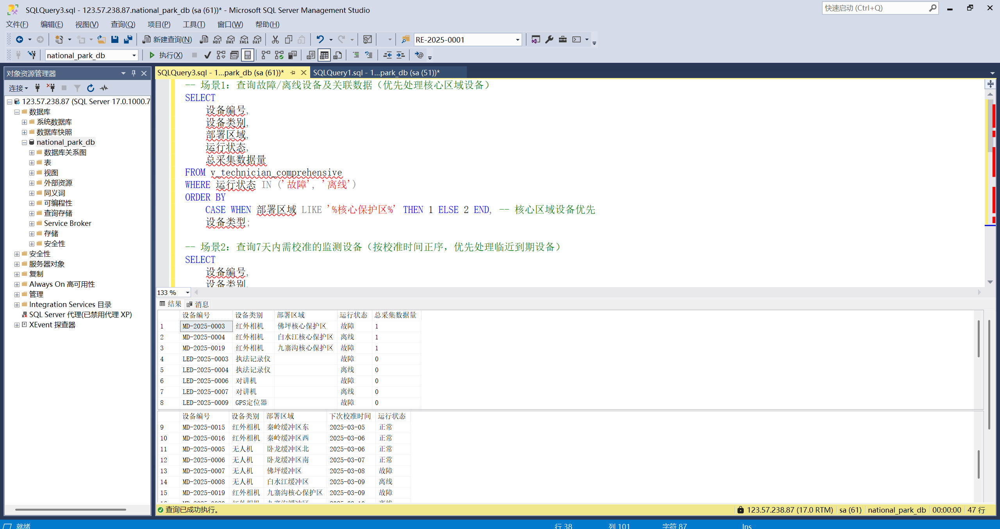 SQLQuery3.sql - 123.57.238.87.national_park_db (sa (61))* - Microsoft SQL Server Management Studio
快速启动 (Ctrl+Q)
文件(F) 编辑(E) 视图(V) 查询(Q) 项目(P) 工具(T) 窗口(W) 帮助(H)
新建查询(N) MDX DMX XMLA DAX RE-2025-0001
national_park_db 执行(X)
对象资源管理器
连接
123.57.238.87 (SQL Server 17.0.1000.7
数据库
系统数据库
数据库快照
national_park_db
数据库关系图
表
视图
外部资源
同义词
可编程性
查询存储
Service Broker
存储
安全性
安全性
服务器对象
复制
Always On 高可用性
管理
Integration Services 目录
SQL Server 代理(已禁用代理 XP)
XEvent 探查器
SQLQuery3.sql - 1...park_db (sa (61))* SQLQuery1.sql - 1...park_db (sa (51))*
-- 场景1：查询故障/离线设备及关联数据（优先处理核心区域设备）
SELECT
设备编号,
设备类别,
部署区域,
运行状态,
总采集数据量
FROM v_technician_comprehensive
WHERE 运行状态 IN ('故障', '离线')
ORDER BY
CASE WHEN 部署区域 LIKE '%核心保护区%' THEN 1 ELSE 2 END, -- 核心区域设备优先
设备类型;
-- 场景2：查询7天内需校准的监测设备（按校准时间正序，优先处理临近到期设备）
SELECT
设备编号,
设备类别,
133 %
结果 消息
设备编号 设备类别 部署区域 运行状态 总采集数据量
1 MD-2025-0003 红外相机 佛坪核心保护区 故障 1
2 MD-2025-0004 红外相机 白水江核心保护区 离线 1
3 MD-2025-0019 红外相机 九寨沟核心保护区 故障 1
4 LED-2025-0003 执法记录仪 故障 0
5 LED-2025-0004 执法记录仪 离线 0
6 LED-2025-0006 对讲机 故障 0
7 LED-2025-0007 对讲机 离线 0
8 LED-2025-0009 GPS定位器 故障 0
设备编号 设备类别 部署区域 下次校准时间 运行状态
9 MD-2025-0015 红外相机 秦岭缓冲区东 2025-03-05 正常
10 MD-2025-0016 红外相机 秦岭缓冲区西 2025-03-06 正常
11 MD-2025-0005 无人机 卧龙缓冲区北 2025-03-06 正常
12 MD-2025-0006 无人机 卧龙缓冲区南 2025-03-07 正常
13 MD-2025-0007 无人机 佛坪缓冲区 2025-03-08 故障
14 MD-2025-0008 无人机 白水江缓冲区 2025-03-09 离线
15 MD-2025-0019 红外相机 九寨沟核心保护区 2025-03-09 故障
查询已成功执行。 123.57.238.87 (17.0 RTM) sa (61) national_park_db 00:00:00 47 行
就绪 行 38 列 101 字符 87 Ins